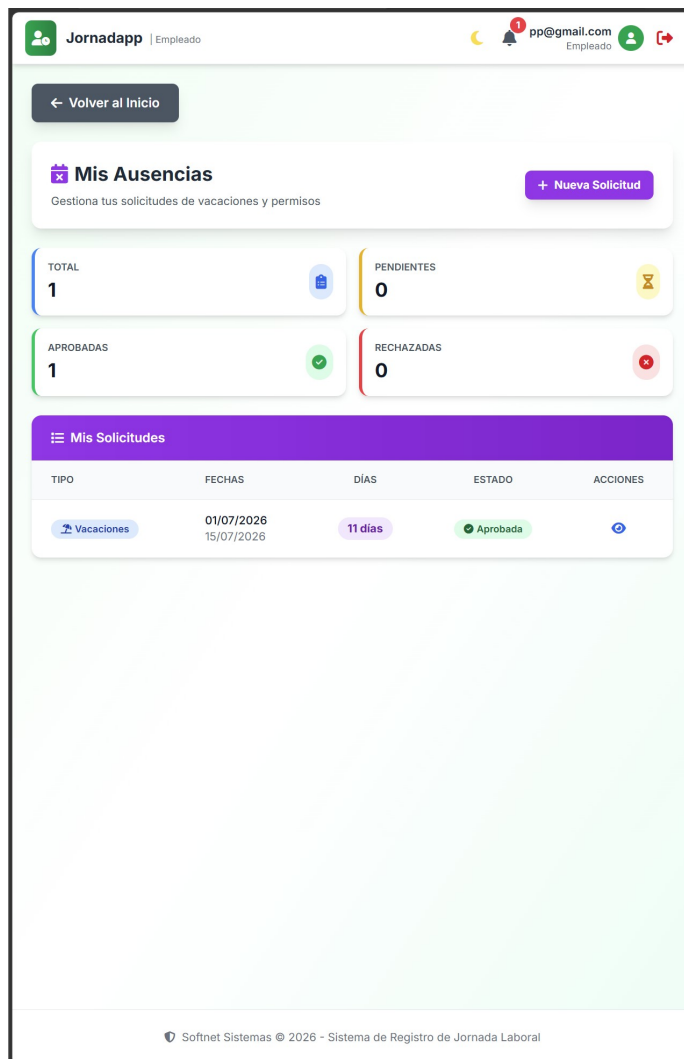 Jornadapp | Empleado
1
pp@gmail.com
Empleado
Volver al Inicio
Mis Ausencias
Gestiona tus solicitudes de vacaciones y permisos
+ Nueva Solicitud
TOTAL
1
PENDIENTES
0
APROBADAS
1
RECHAZADAS
0
Mis Solicitudes
TIPO FECHAS DÍAS ESTADO ACCIONES
Vacaciones 01/07/2026 11 días Aprobada
15/07/2026
Softnet Sistemas © 2026 - Sistema de Registro de Jornada Laboral